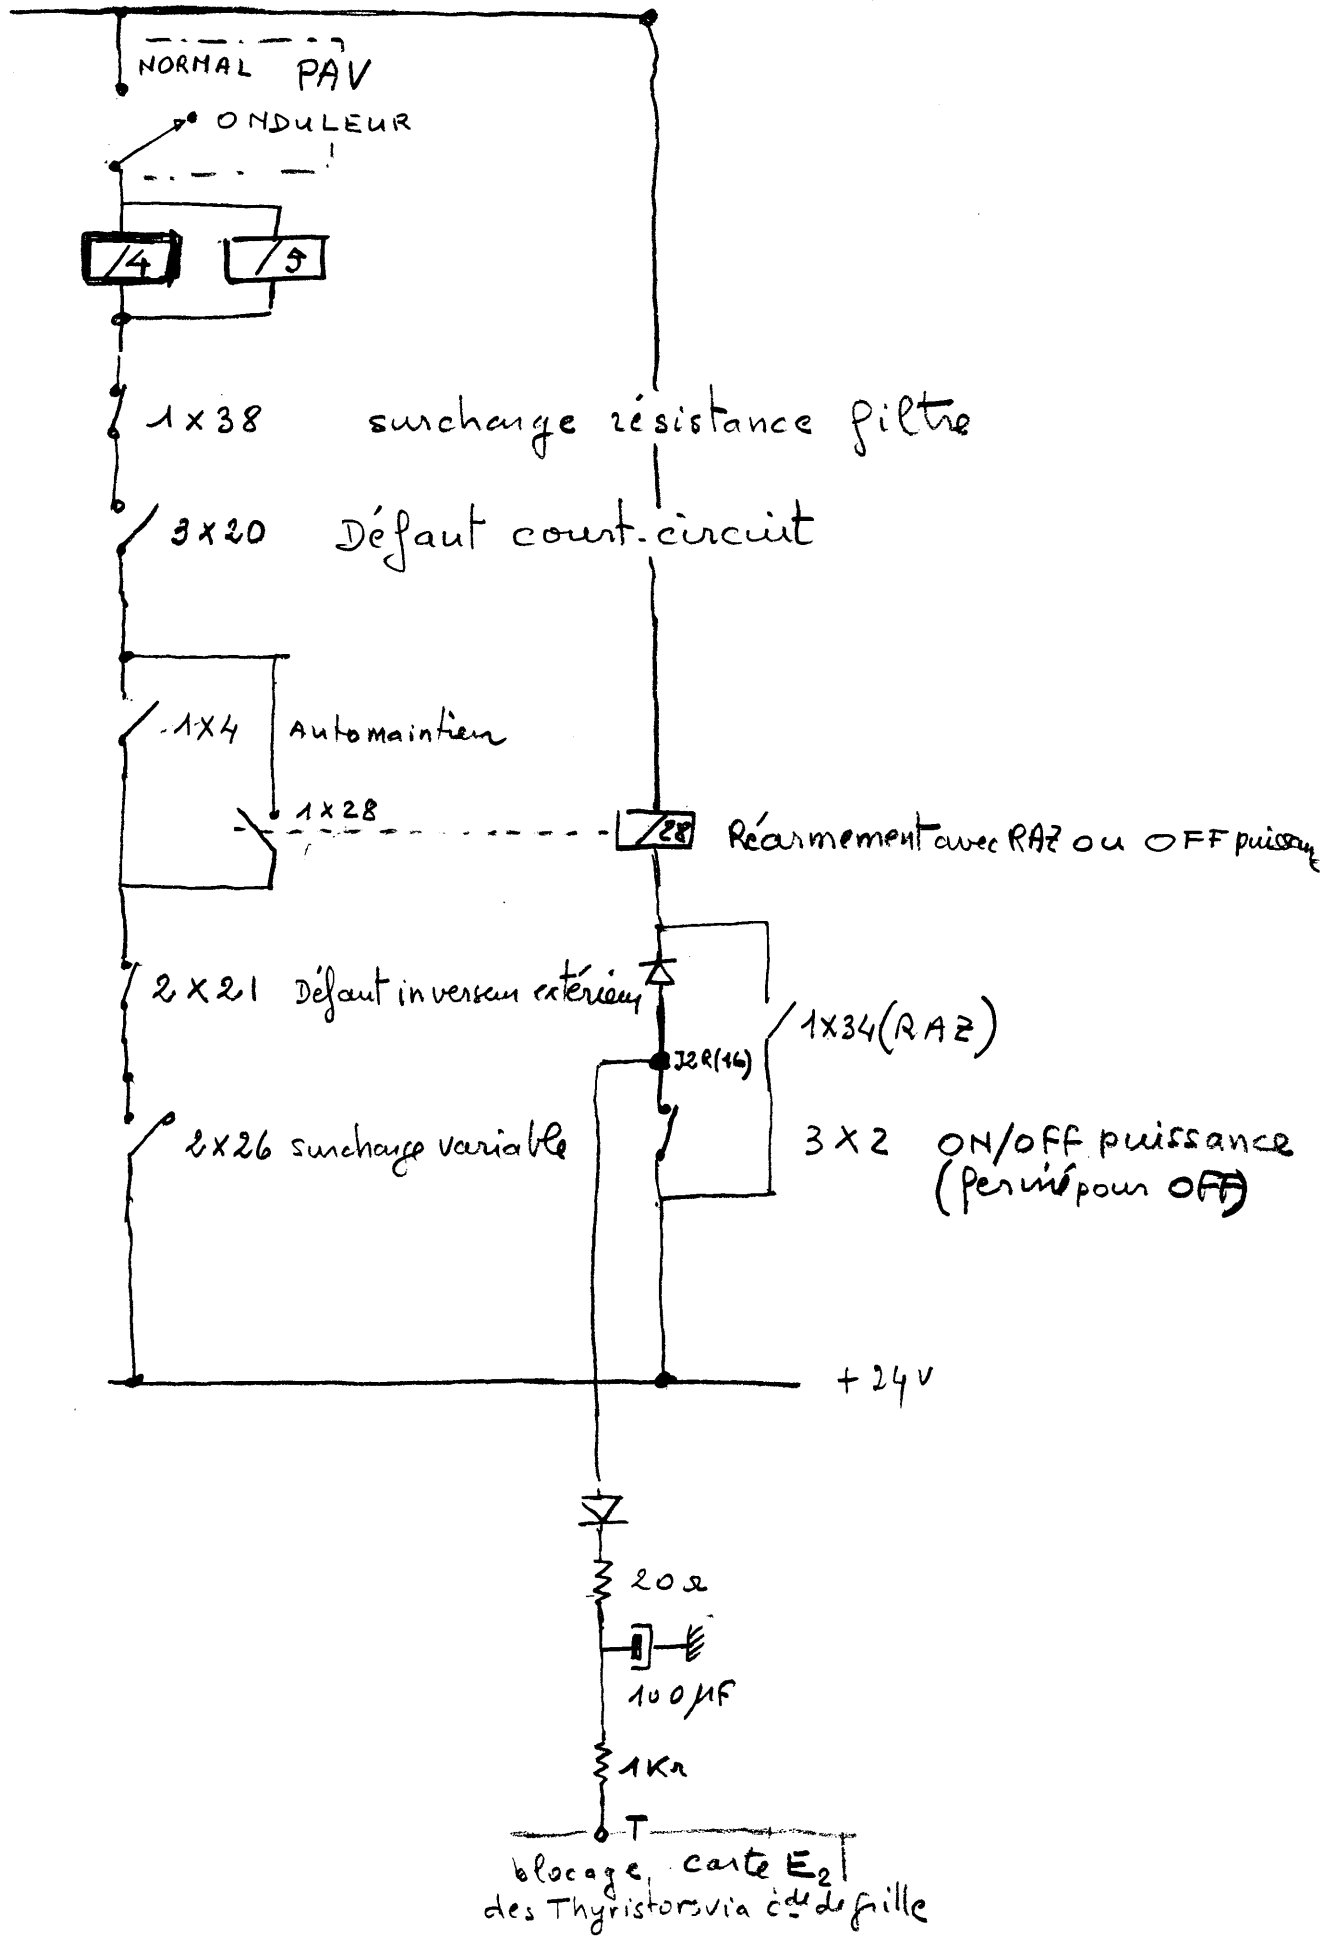 NORMAL PAV
ONDULEUR
/4 /5
1X38 surcharge résistance filtre
3X20 Défaut court-circuit
1X4 Automaintien
1X28
/28 Réarmement avec RAZ ou OFF puissan
2X21 Défaut inverseur extérieur
1X34(RAZ)
J2R(16)
2X26 surcharge variable
3X2 ON/OFF puissance
(fermé pour OFF)
+24V
20Ω
100µF
1KΩ
T
blocage carte E2
des Thyristors via cde de grille